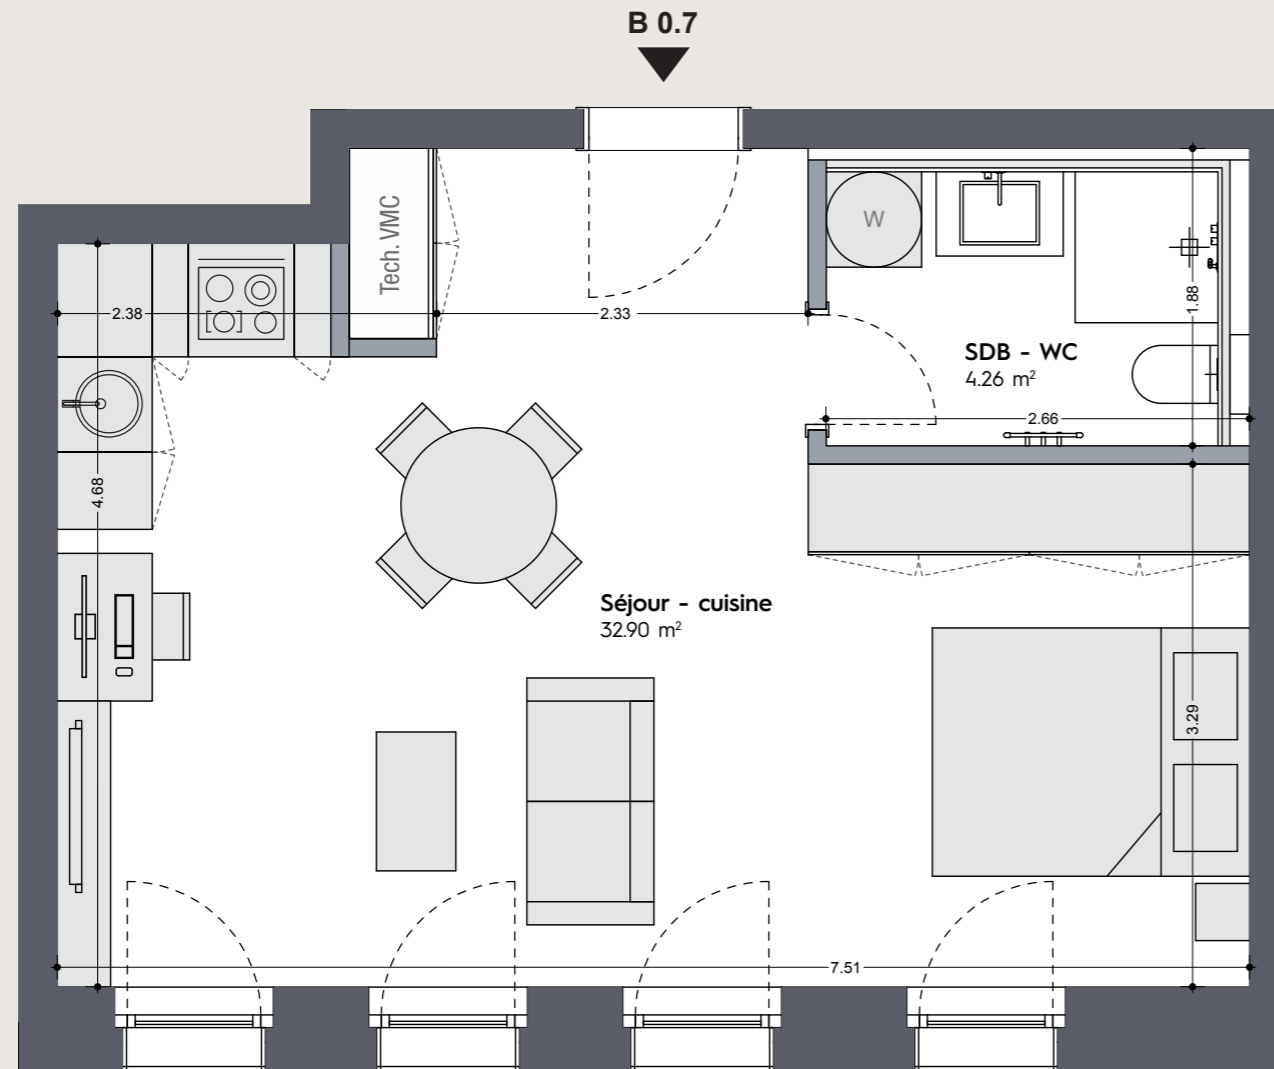 B 0.7
Tech. VMC
W
2.38
2.33
1.88
SDB - WC
4.26 m²
2.66
4.68
Séjour - cuisine
32.90 m²
3.29
7.51